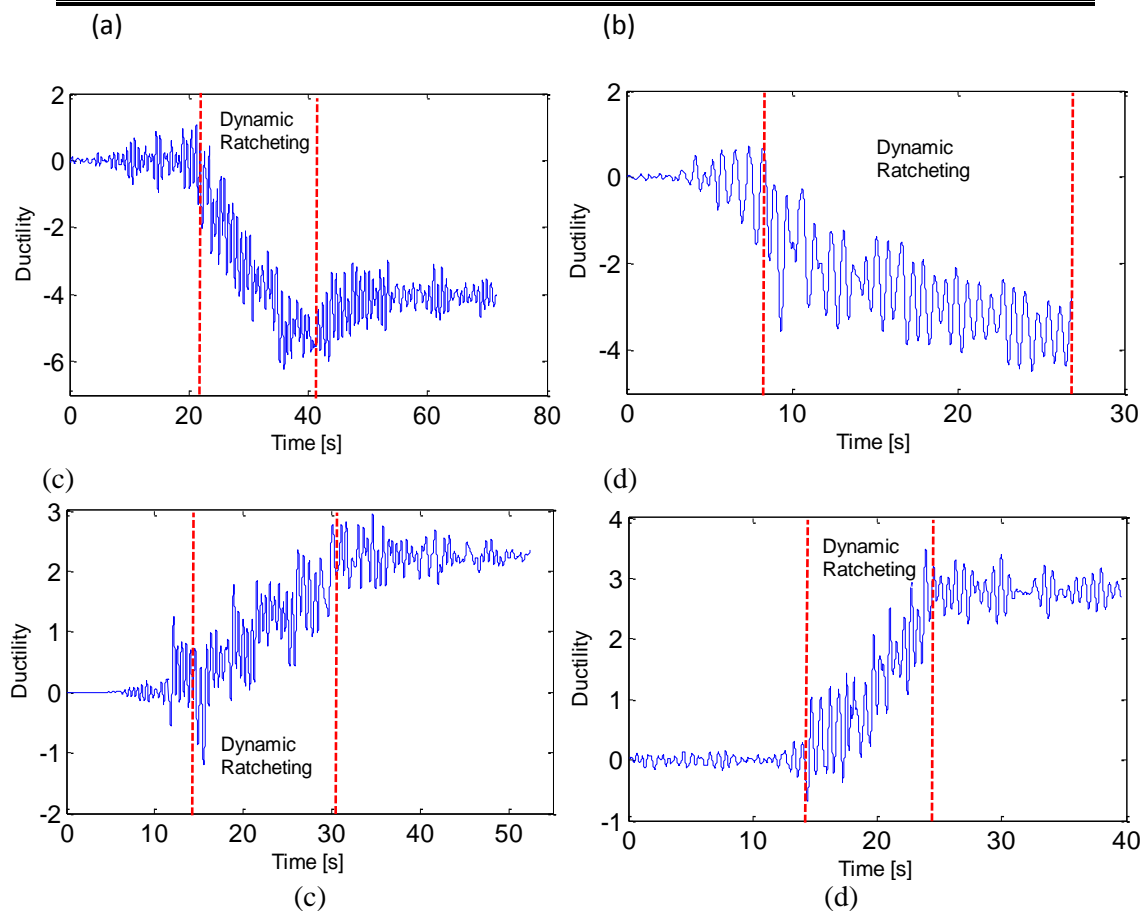 (a) (b)
2
0
-2
-4
-6
Ductility
Dynamic
Ratcheting
0 20 40 60 80
Time [s]
2
0
-2
-4
Ductility
Dynamic
Ratcheting
0 10 20 30
Time [s]
(c) (d)
3
2
1
0
-1
-2
Ductility
Dynamic
Ratcheting
0 10 20 30 40 50
Time [s]
(c)
4
3
2
1
0
-1
Ductility
Dynamic
Ratcheting
0 10 20 30 40
Time [s]
(d)